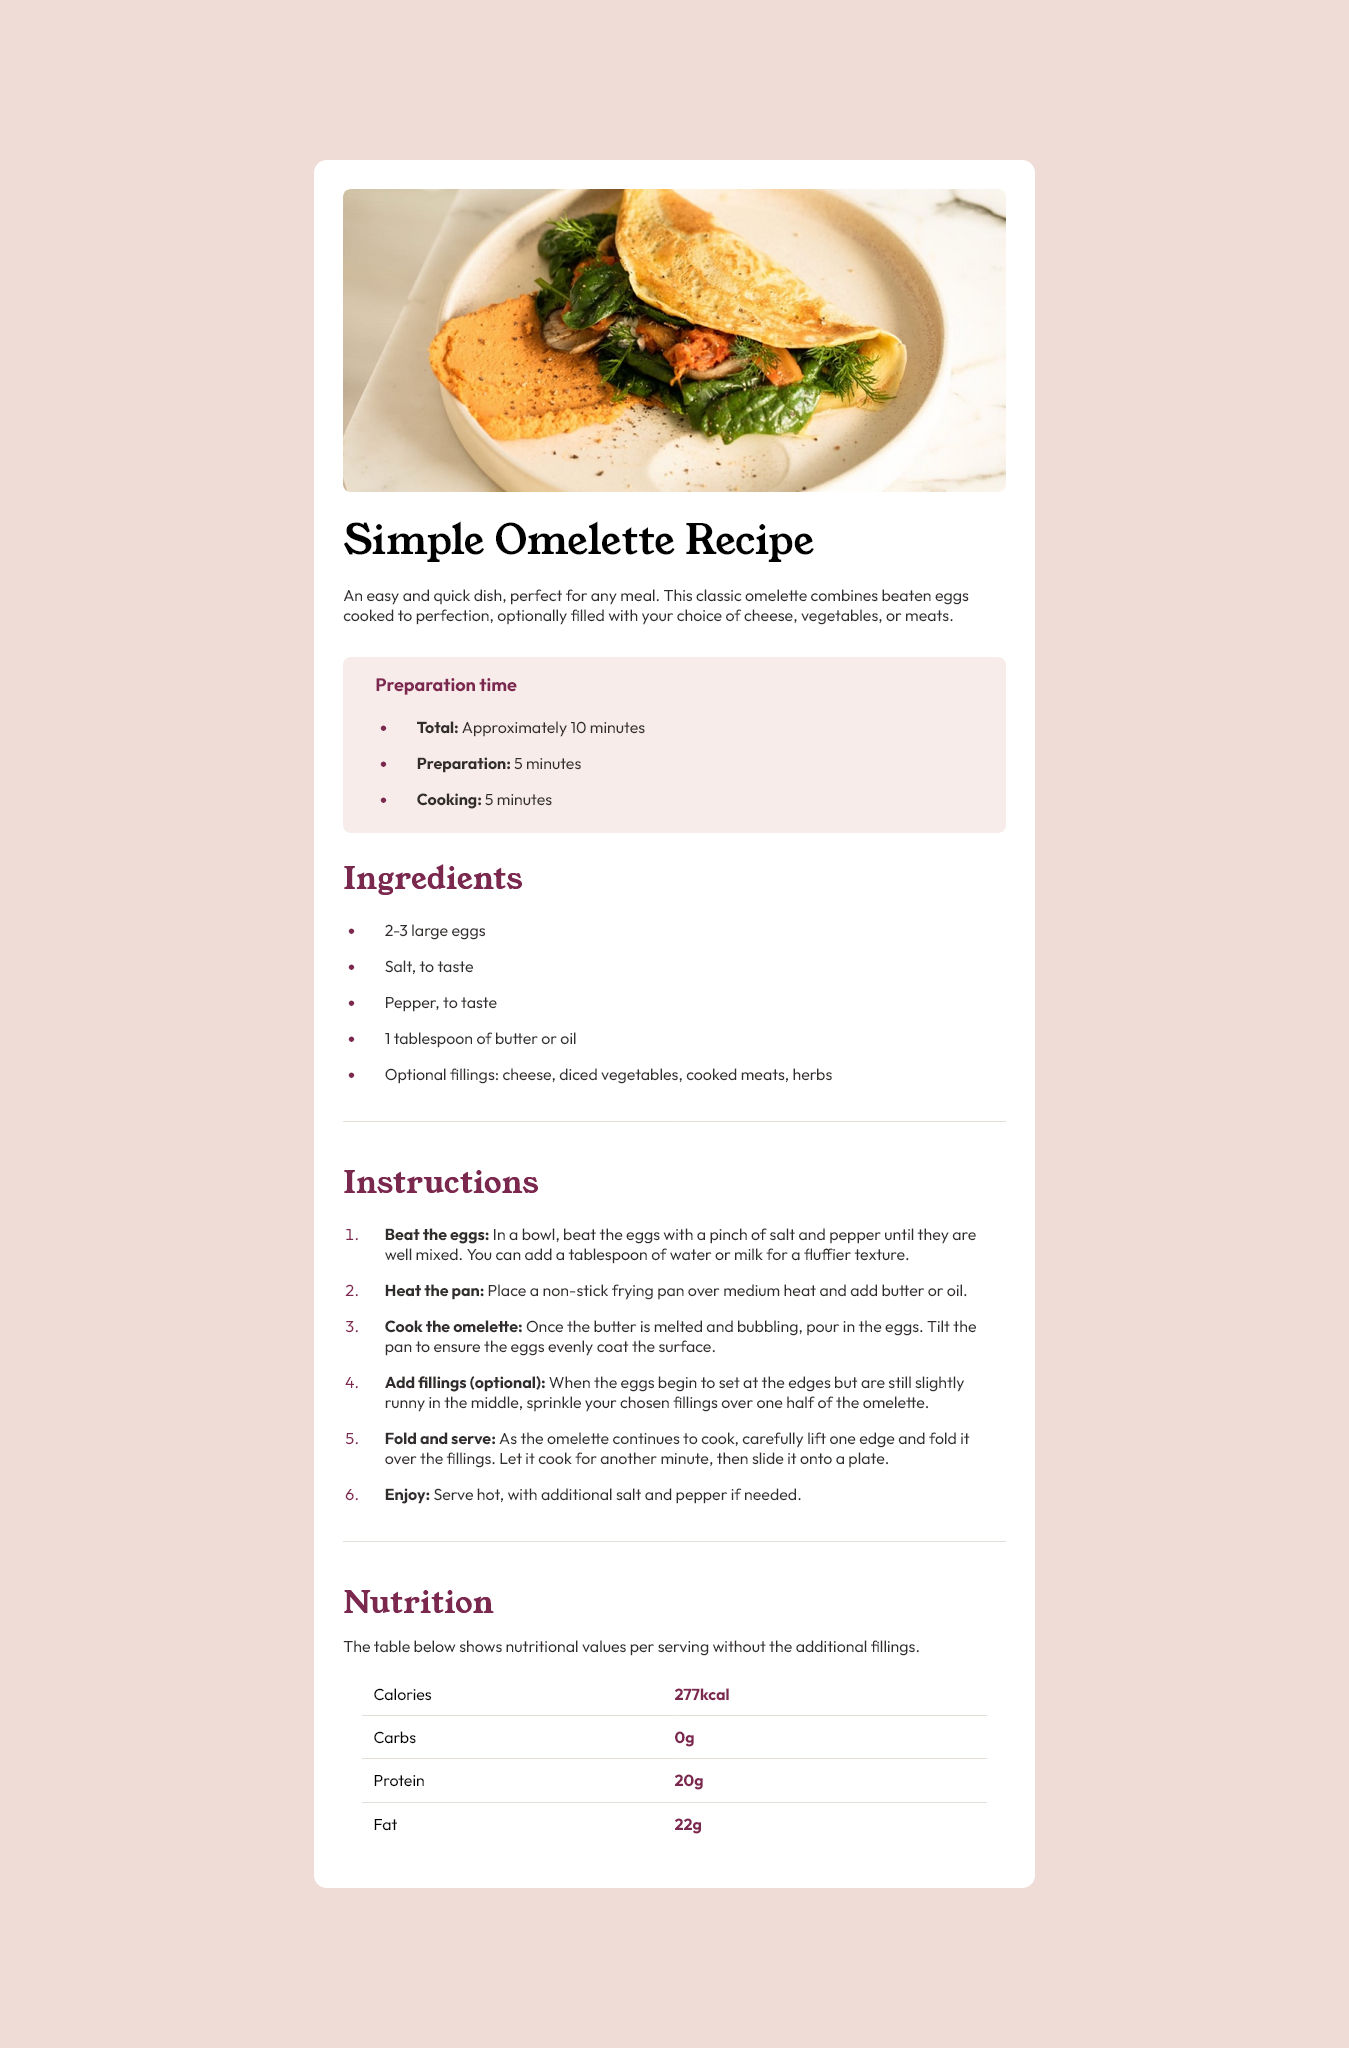 Simple Omelette Recipe
An easy and quick dish, perfect for any meal. This classic omelette combines beaten eggs
cooked to perfection, optionally filled with your choice of cheese, vegetables, or meats.
Preparation time
• Total: Approximately 10 minutes
• Preparation: 5 minutes
• Cooking: 5 minutes
Ingredients
• 2-3 large eggs
• Salt, to taste
• Pepper, to taste
• 1 tablespoon of butter or oil
• Optional fillings: cheese, diced vegetables, cooked meats, herbs
Instructions
1. Beat the eggs: In a bowl, beat the eggs with a pinch of salt and pepper until they are
well mixed. You can add a tablespoon of water or milk for a fluffier texture.
2. Heat the pan: Place a non-stick frying pan over medium heat and add butter or oil.
3. Cook the omelette: Once the butter is melted and bubbling, pour in the eggs. Tilt the
pan to ensure the eggs evenly coat the surface.
4. Add fillings (optional): When the eggs begin to set at the edges but are still slightly
runny in the middle, sprinkle your chosen fillings over one half of the omelette.
5. Fold and serve: As the omelette continues to cook, carefully lift one edge and fold it
over the fillings. Let it cook for another minute, then slide it onto a plate.
6. Enjoy: Serve hot, with additional salt and pepper if needed.
Nutrition
The table below shows nutritional values per serving without the additional fillings.
Calories 277kcal
Carbs 0g
Protein 20g
Fat 22g